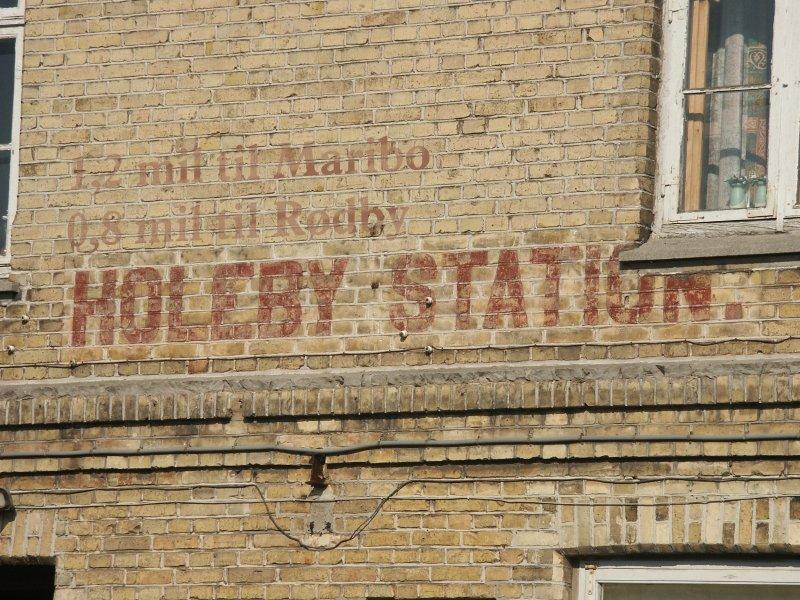 1,2 mil til Maribo
0,8 mil til Rødby
HOLEBY STATION.